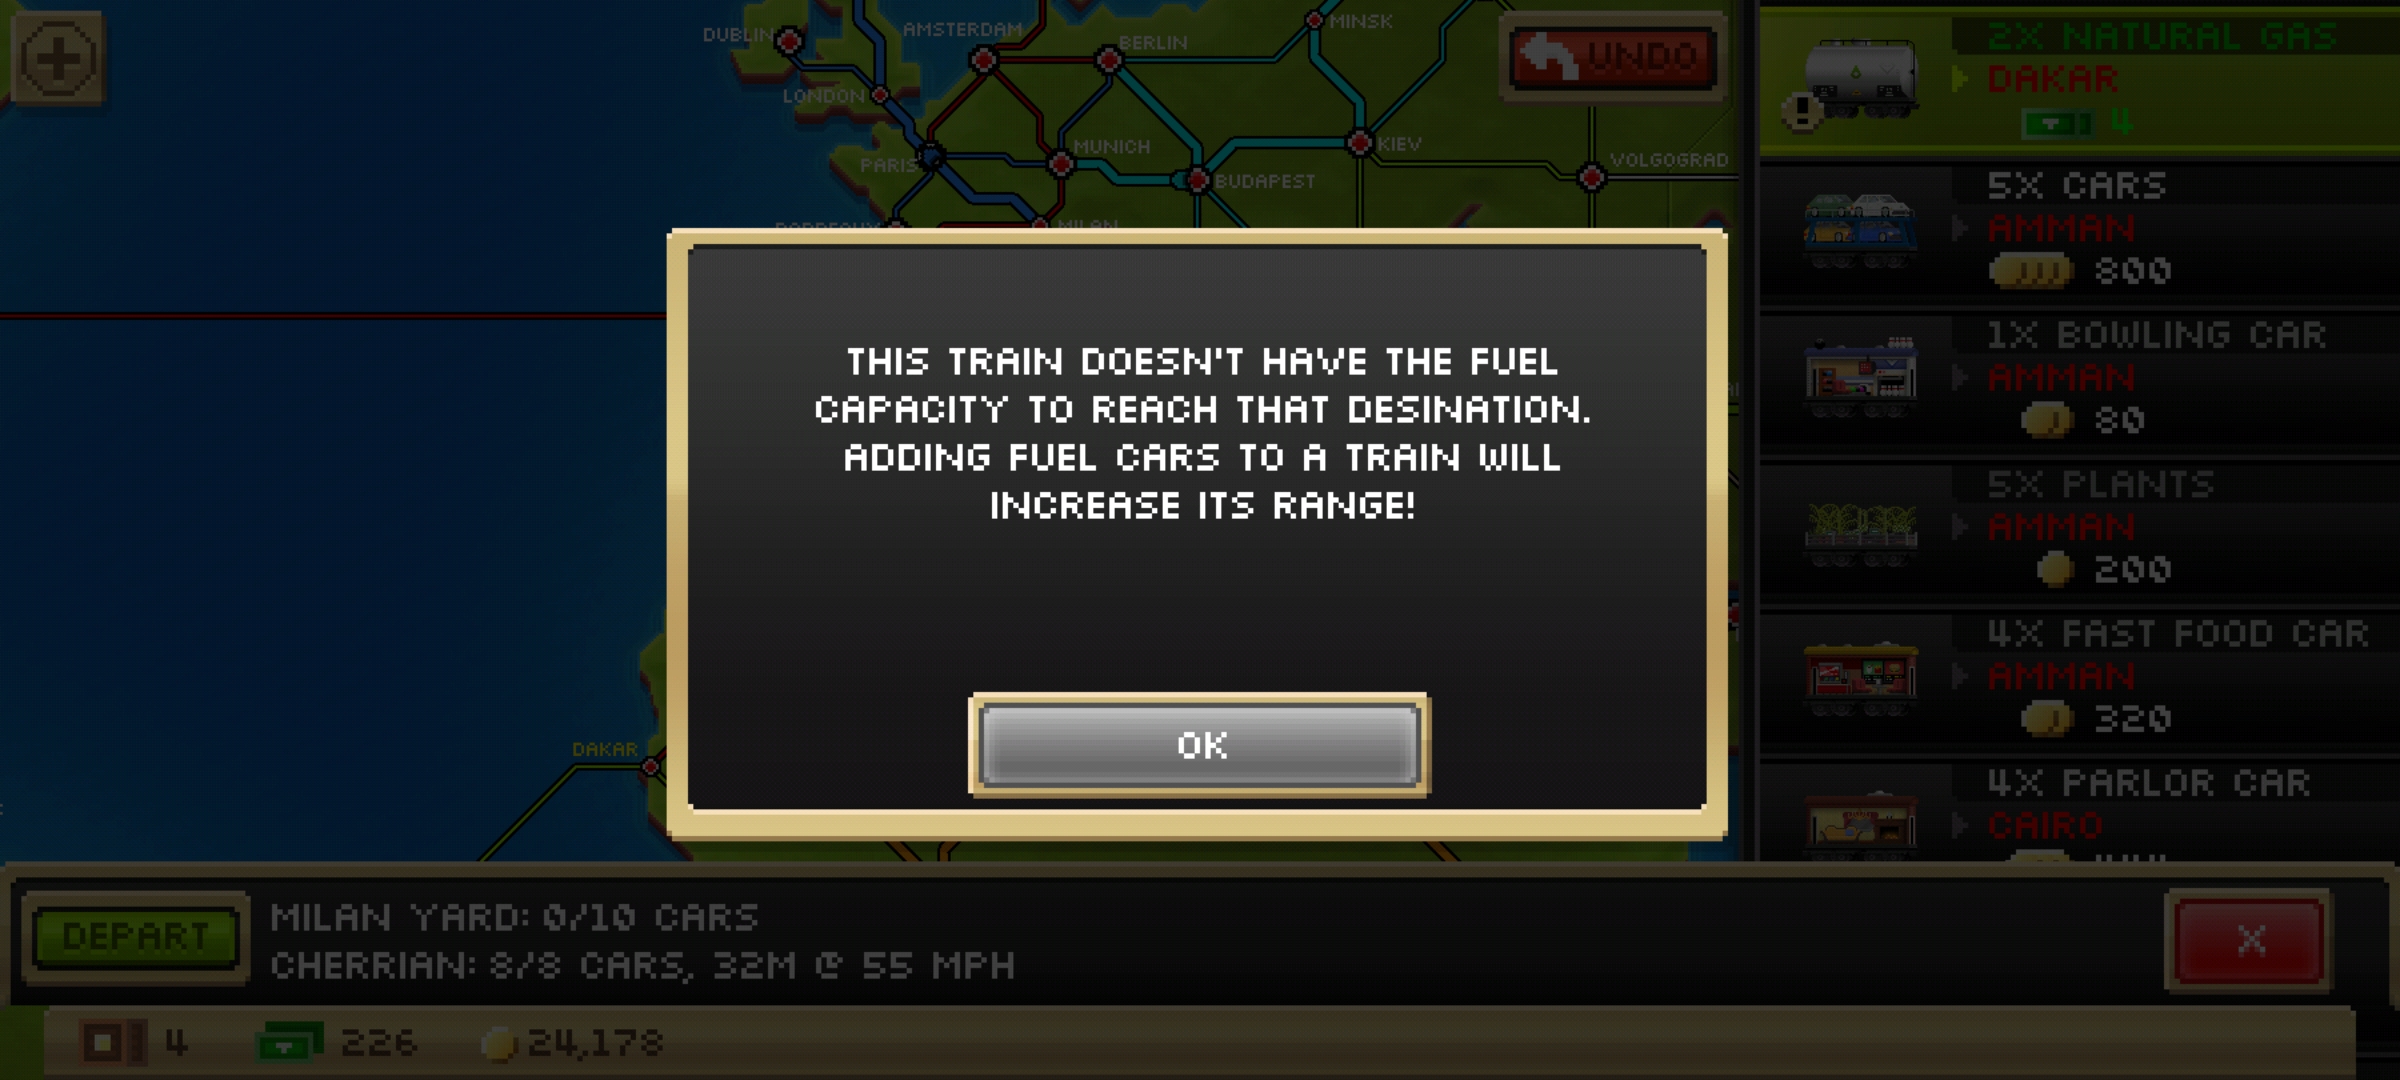 DUBLIN
AMSTERDAM
BERLIN
MINSK
UNDO
LONDON
PARIS
MUNICH
KIEV
BUDAPEST
VOLGOGRAD
BORDEAUX
MILAN
DAKAR
THIS TRAIN DOESN'T HAVE THE FUEL
CAPACITY TO REACH THAT DESINATION.
ADDING FUEL CARS TO A TRAIN WILL
INCREASE ITS RANGE!
OK
2X NATURAL GAS
DAKAR
4
5X CARS
AMMAN
800
1X BOWLING CAR
AMMAN
80
5X PLANTS
AMMAN
200
4X FAST FOOD CAR
AMMAN
320
4X PARLOR CAR
CAIRO
DEPART
MILAN YARD: 0/10 CARS
CHERRIAN: 8/8 CARS, 32M @ 55 MPH
X
4
226
24,178